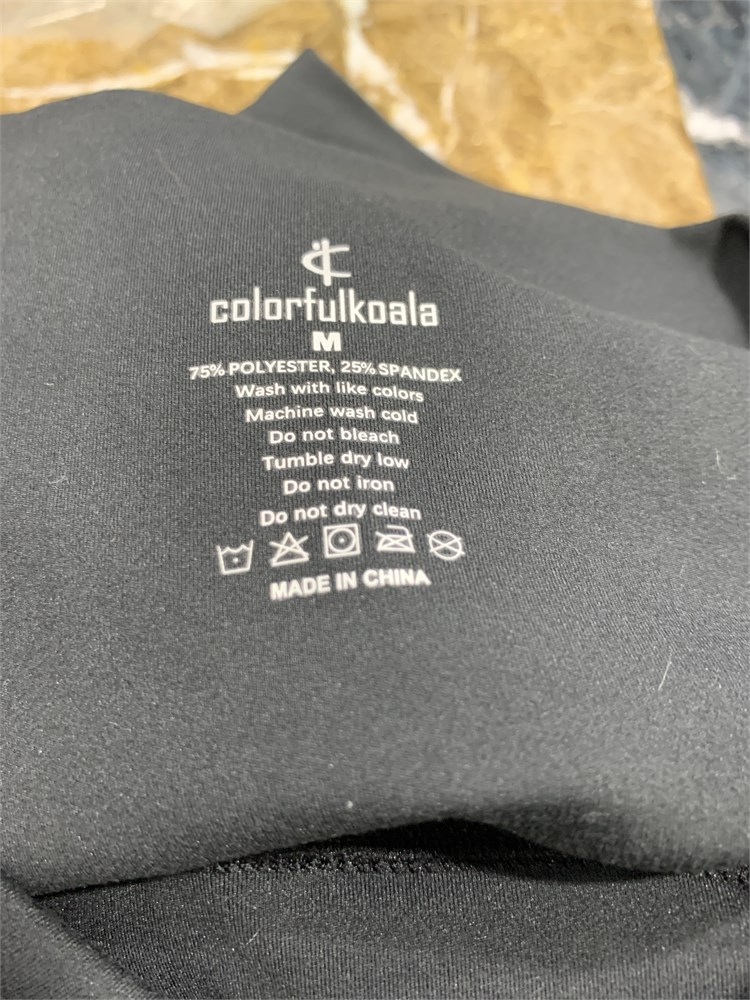 colorfulkoala
M
75% POLYESTER, 25% SPANDEX
Wash with like colors
Machine wash cold
Do not bleach
Tumble dry low
Do not iron
Do not dry clean
MADE IN CHINA